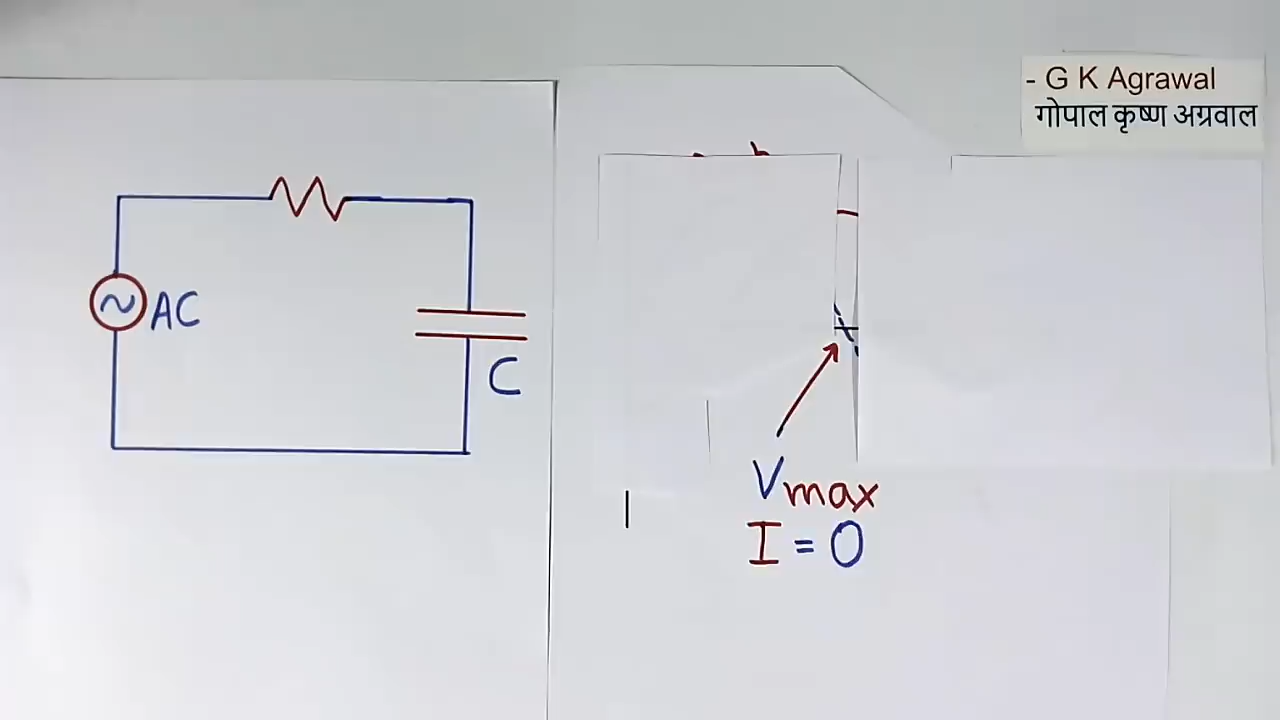 - G K Agrawal
गोपाल कृष्ण अग्रवाल
AC
C
Vmax
I = 0